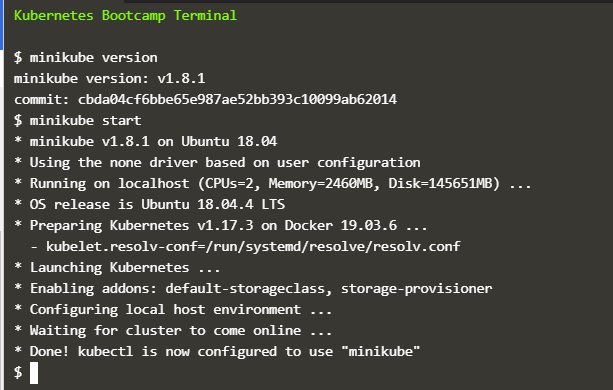 Kubernetes Bootcamp Terminal
$ minikube version
minikube version: v1.8.1
commit: cbda04cf6bbe65e987ae52bb393c10099ab62014
$ minikube start
* minikube v1.8.1 on Ubuntu 18.04
* Using the none driver based on user configuration
* Running on localhost (CPUs=2, Memory=2460MB, Disk=145651MB) ...
* OS release is Ubuntu 18.04.4 LTS
* Preparing Kubernetes v1.17.3 on Docker 19.03.6 ...
  - kubelet.resolv-conf=/run/systemd/resolve/resolv.conf
* Launching Kubernetes ...
* Enabling addons: default-storageclass, storage-provisioner
* Configuring local host environment ...
* Waiting for cluster to come online ...
* Done! kubectl is now configured to use "minikube"
$